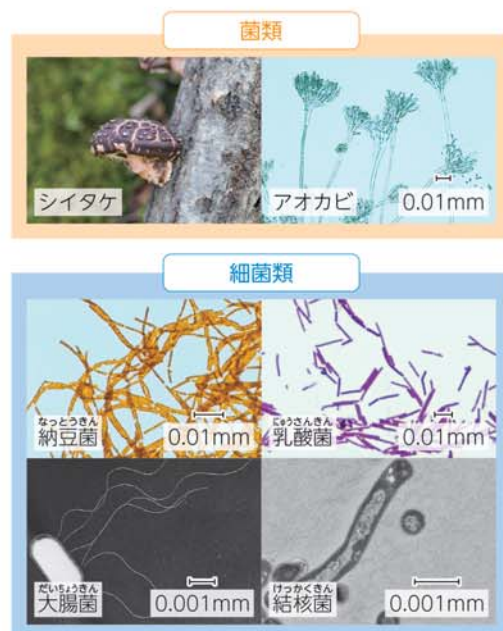 菌類
シイタケ
アオカビ
0.01mm
細菌類
なっとうきん
納豆菌
0.01mm
にゅうさんきん
乳酸菌
0.01mm
だいちょうきん
大腸菌
0.001mm
けっかくきん
結核菌
0.001mm